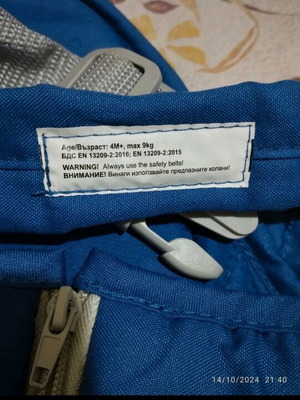 Age/Възраст: 4M+, max 9kg
БДС EN 13209-2:2016; EN 13209-2:2015
WARNING! Always use the safety belts!
ВНИМАНИЕ! Винаги използвайте предпазните колани!
14/10/2024 21:40